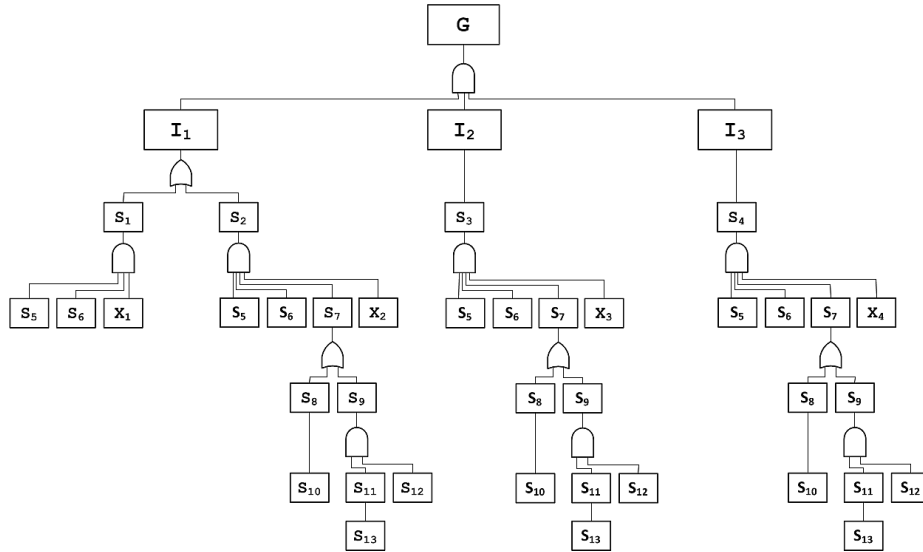 G
I₁ I₂ I₃
S₁ S₂ S₃ S₄
S₅ S₆ X₁ S₅ S₆ S₇ X₂ S₅ S₆ S₇ X₃ S₅ S₆ S₇ X₄
S₈ S₉ S₈ S₉ S₈ S₉
S₁₀ S₁₁ S₁₂ S₁₀ S₁₁ S₁₂ S₁₀ S₁₁ S₁₂
S₁₃ S₁₃ S₁₃